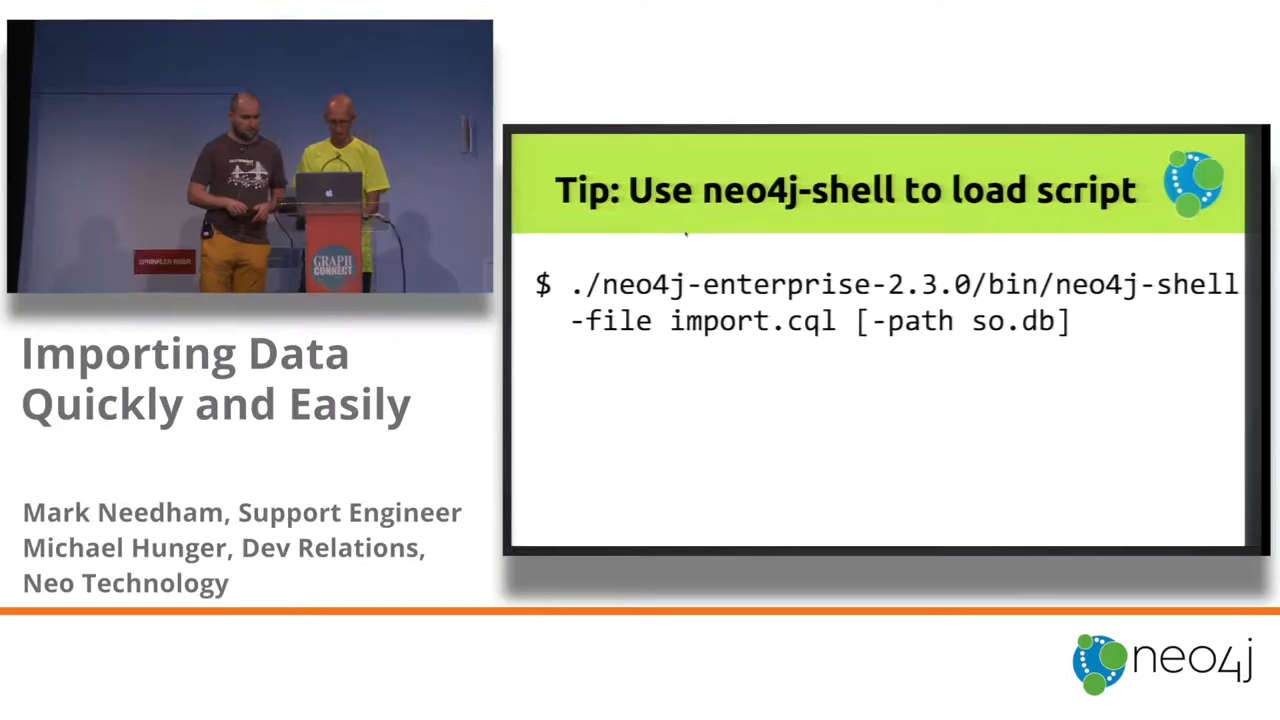 SPRINKLER RISER
GRAPH
CONNECT
Importing Data
Quickly and Easily
Mark Needham, Support Engineer
Michael Hunger, Dev Relations,
Neo Technology
Tip: Use neo4j-shell to load script
$ ./neo4j-enterprise-2.3.0/bin/neo4j-shell
-file import.cql [-path so.db]
neo4j